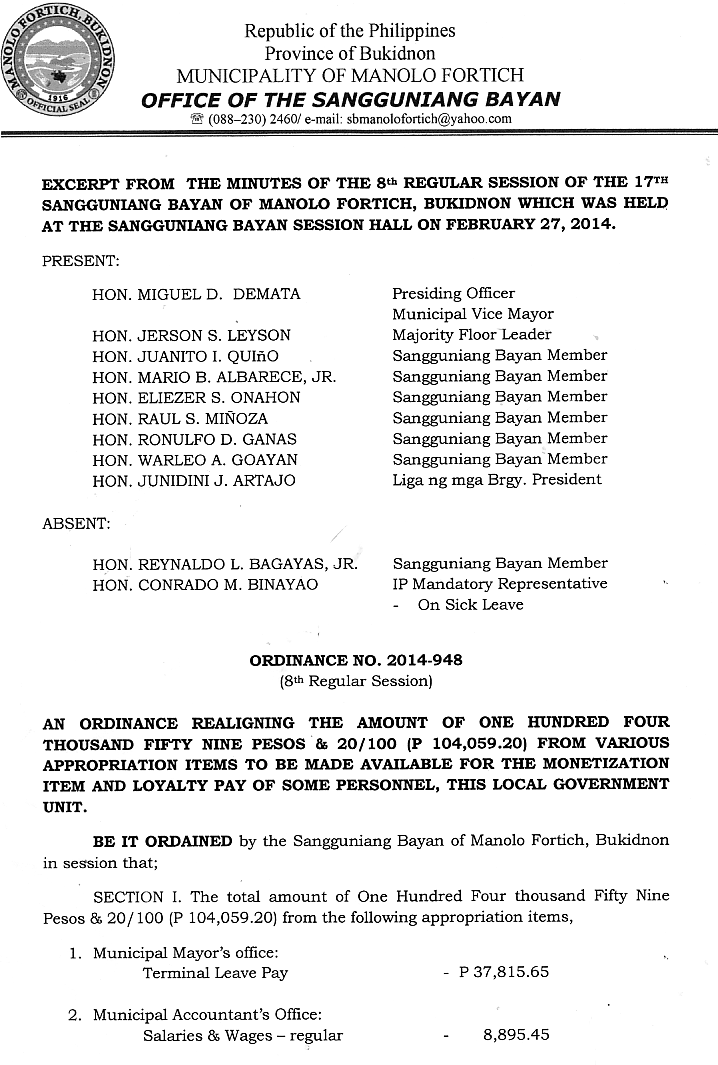 MANOLO FORTICH, BUKIDNON
1916
OFFICIAL SEAL
Republic of the Philippines
Province of Bukidnon
MUNICIPALITY OF MANOLO FORTICH
OFFICE OF THE SANGGUNIANG BAYAN
☏ (088-230) 2460/ e-mail: sbmanolofortich@yahoo.com
EXCERPT FROM THE MINUTES OF THE 8th REGULAR SESSION OF THE 17TH
SANGGUNIANG BAYAN OF MANOLO FORTICH, BUKIDNON WHICH WAS HELD
AT THE SANGGUNIANG BAYAN SESSION HALL ON FEBRUARY 27, 2014.
PRESENT:
HON. MIGUEL D. DEMATA Presiding Officer
Municipal Vice Mayor
HON. JERSON S. LEYSON Majority Floor Leader
HON. JUANITO I. QUIñO Sangguniang Bayan Member
HON. MARIO B. ALBARECE, JR. Sangguniang Bayan Member
HON. ELIEZER S. ONAHON Sangguniang Bayan Member
HON. RAUL S. MIÑOZA Sangguniang Bayan Member
HON. RONULFO D. GANAS Sangguniang Bayan Member
HON. WARLEO A. GOAYAN Sangguniang Bayan Member
HON. JUNIDINI J. ARTAJO Liga ng mga Brgy. President
ABSENT:
HON. REYNALDO L. BAGAYAS, JR. Sangguniang Bayan Member
HON. CONRADO M. BINAYAO IP Mandatory Representative
- On Sick Leave
ORDINANCE NO. 2014-948
(8th Regular Session)
AN ORDINANCE REALIGNING THE AMOUNT OF ONE HUNDRED FOUR
THOUSAND FIFTY NINE PESOS & 20/100 (P 104,059.20) FROM VARIOUS
APPROPRIATION ITEMS TO BE MADE AVAILABLE FOR THE MONETIZATION
ITEM AND LOYALTY PAY OF SOME PERSONNEL, THIS LOCAL GOVERNMENT
UNIT.
BE IT ORDAINED by the Sangguniang Bayan of Manolo Fortich, Bukidnon
in session that;
SECTION I. The total amount of One Hundred Four thousand Fifty Nine
Pesos & 20/100 (P 104,059.20) from the following appropriation items,
1. Municipal Mayor's office:
Terminal Leave Pay - P 37,815.65
2. Municipal Accountant's Office:
Salaries & Wages – regular - 8,895.45